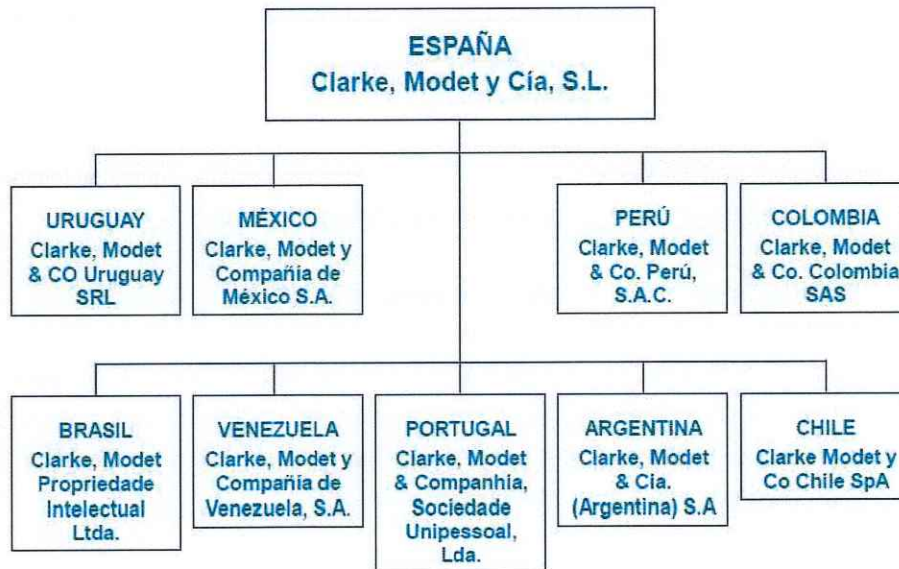 ESPAÑA
Clarke, Modet y Cía, S.L.
URUGUAY
Clarke, Modet
& CO Uruguay
SRL
MÉXICO
Clarke, Modet y
Compañia de
México S.A.
PERÚ
Clarke, Modet
& Co. Perú,
S.A.C.
COLOMBIA
Clarke, Modet
& Co. Colombia
SAS
BRASIL
Clarke, Modet
Propriedade
Intelectual
Ltda.
VENEZUELA
Clarke, Modet y
Compañia de
Venezuela, S.A.
PORTUGAL
Clarke, Modet
& Companhia,
Sociedade
Unipessoal,
Lda.
ARGENTINA
Clarke, Modet
& Cia.
(Argentina) S.A
CHILE
Clarke Modet y
Co Chile SpA